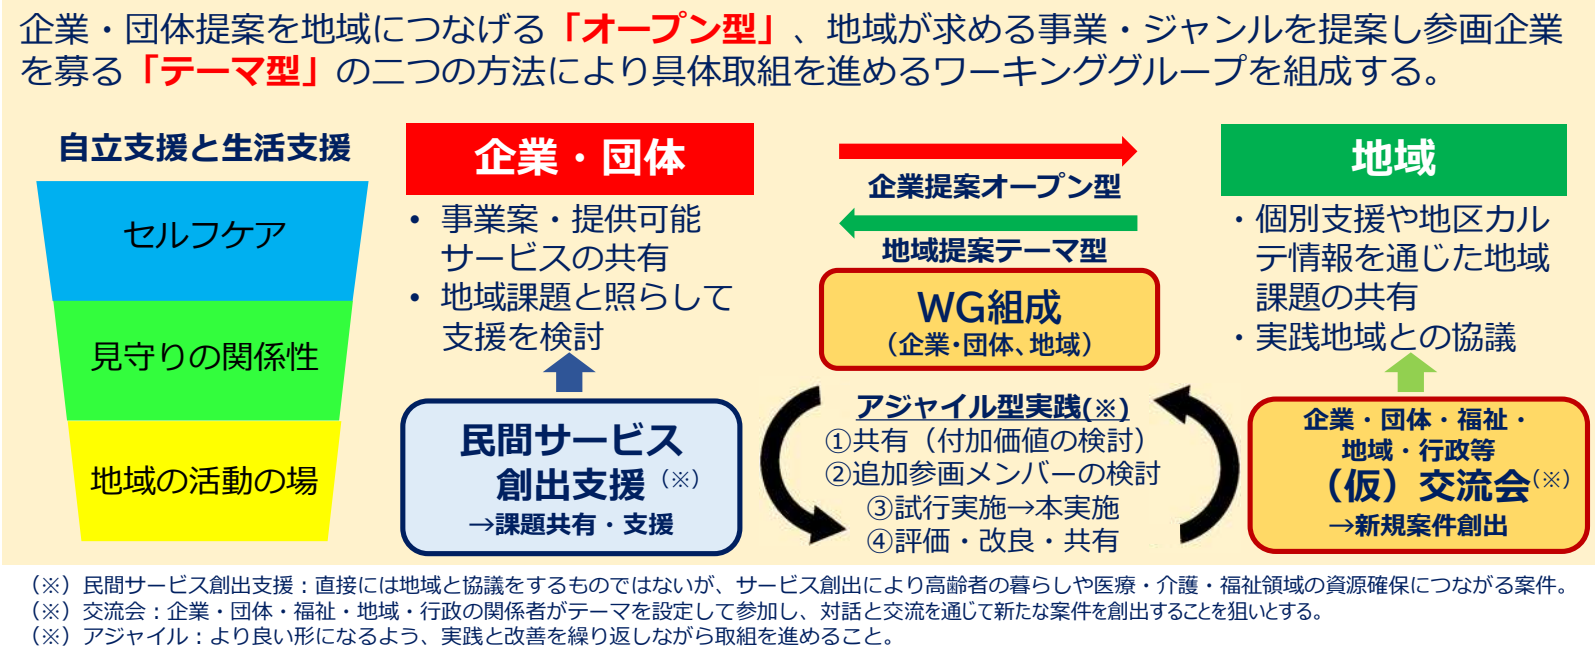 企業・団体提案を地域につなげる「オープン型」、地域が求める事業・ジャンルを提案し参画企業
を募る「テーマ型」の二つの方法により具体取組を進めるワーキンググループを組成する。
自立支援と生活支援
セルフケア
見守りの関係性
地域の活動の場
企業・団体
• 事業案・提供可能
サービスの共有
• 地域課題と照らして
支援を検討
民間サービス
創出支援（※）
→課題共有・支援
企業提案オープン型
地域提案テーマ型
WG組成
（企業・団体、地域）
アジャイル型実践(※)
①共有（付加価値の検討）
②追加参画メンバーの検討
③試行実施→本実施
④評価・改良・共有
地域
・個別支援や地区カル
テ情報を通じた地域
課題の共有
・実践地域との協議
企業・団体・福祉・
地域・行政等
（仮）交流会（※）
→新規案件創出
（※）民間サービス創出支援：直接には地域と協議をするものではないが、サービス創出により高齢者の暮らしや医療・介護・福祉領域の資源確保につながる案件。
（※）交流会：企業・団体・福祉・地域・行政の関係者がテーマを設定して参加し、対話と交流を通じて新たな案件を創出することを狙いとする。
（※）アジャイル：より良い形になるよう、実践と改善を繰り返しながら取組を進めること。